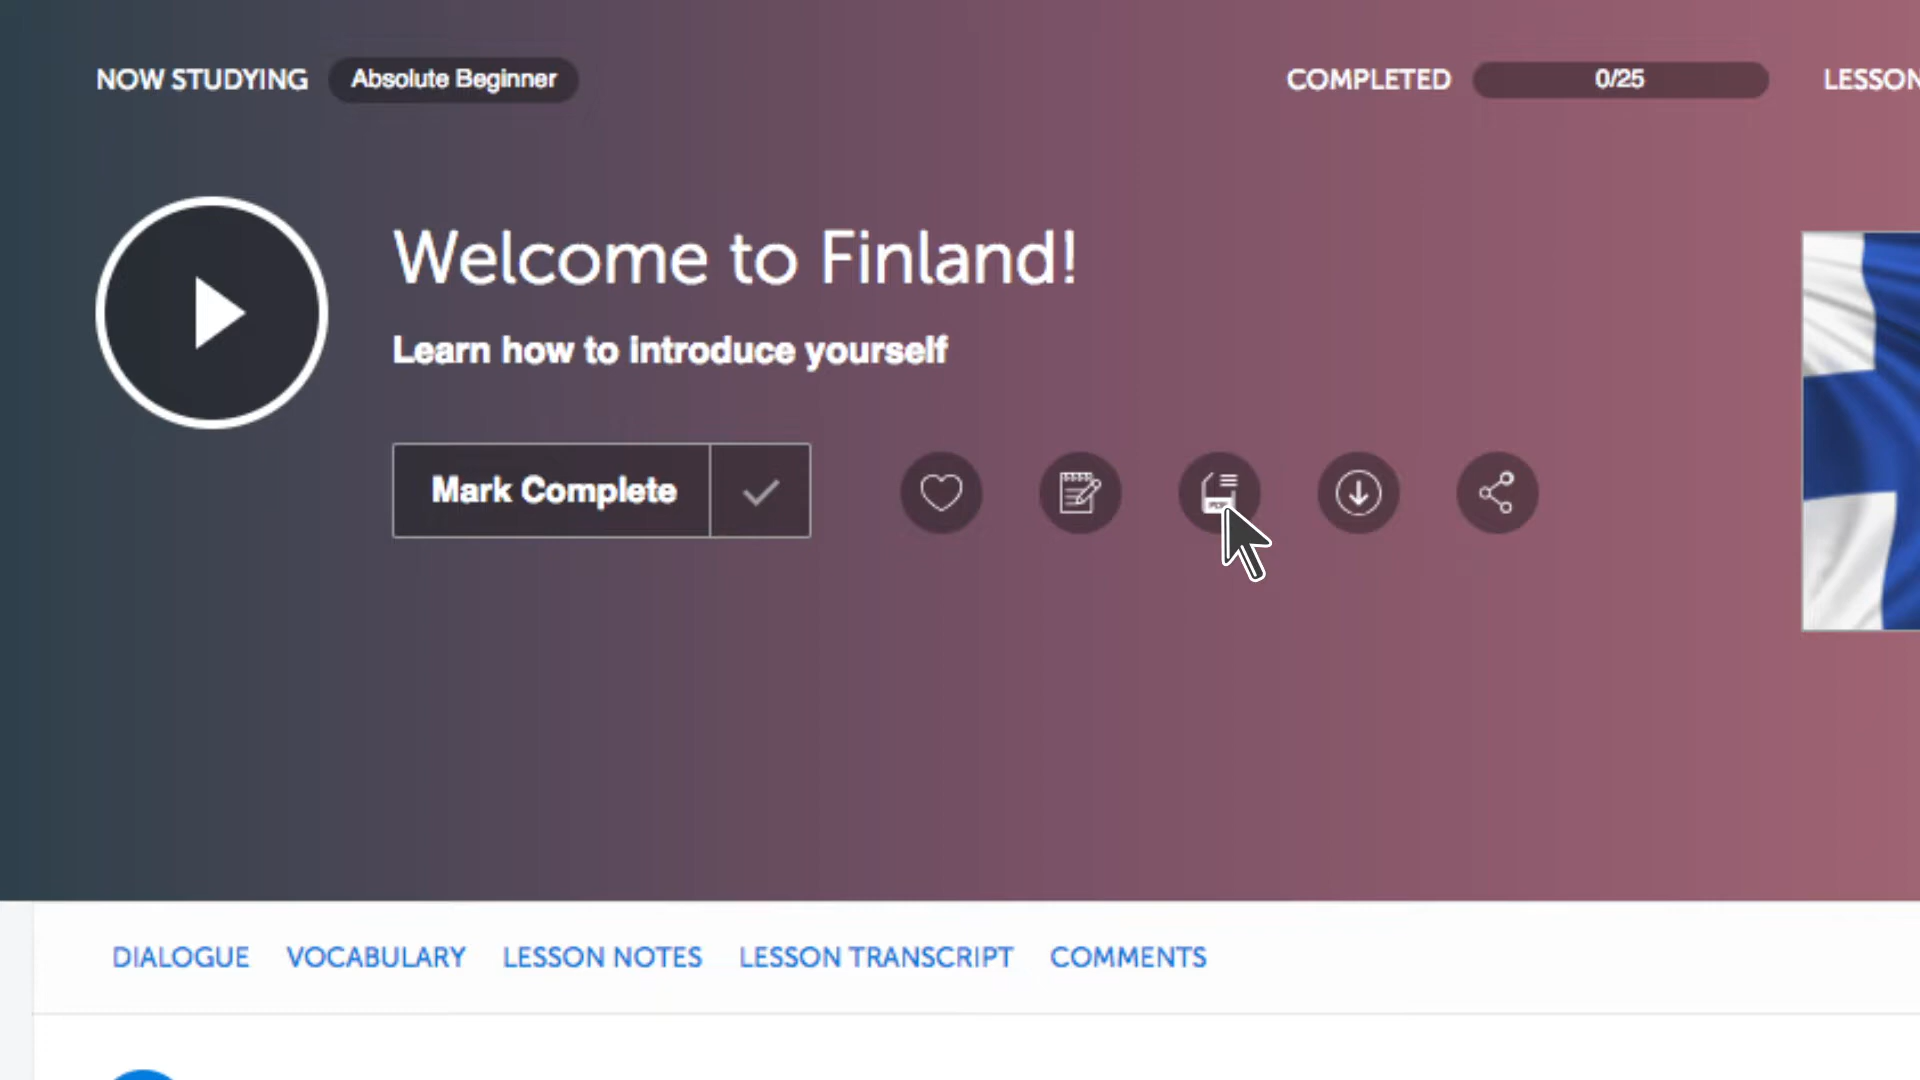 NOW STUDYING Absolute Beginner COMPLETED 0/25 LESSON
Welcome to Finland!
Learn how to introduce yourself
Mark Complete
DIALOGUE VOCABULARY LESSON NOTES LESSON TRANSCRIPT COMMENTS